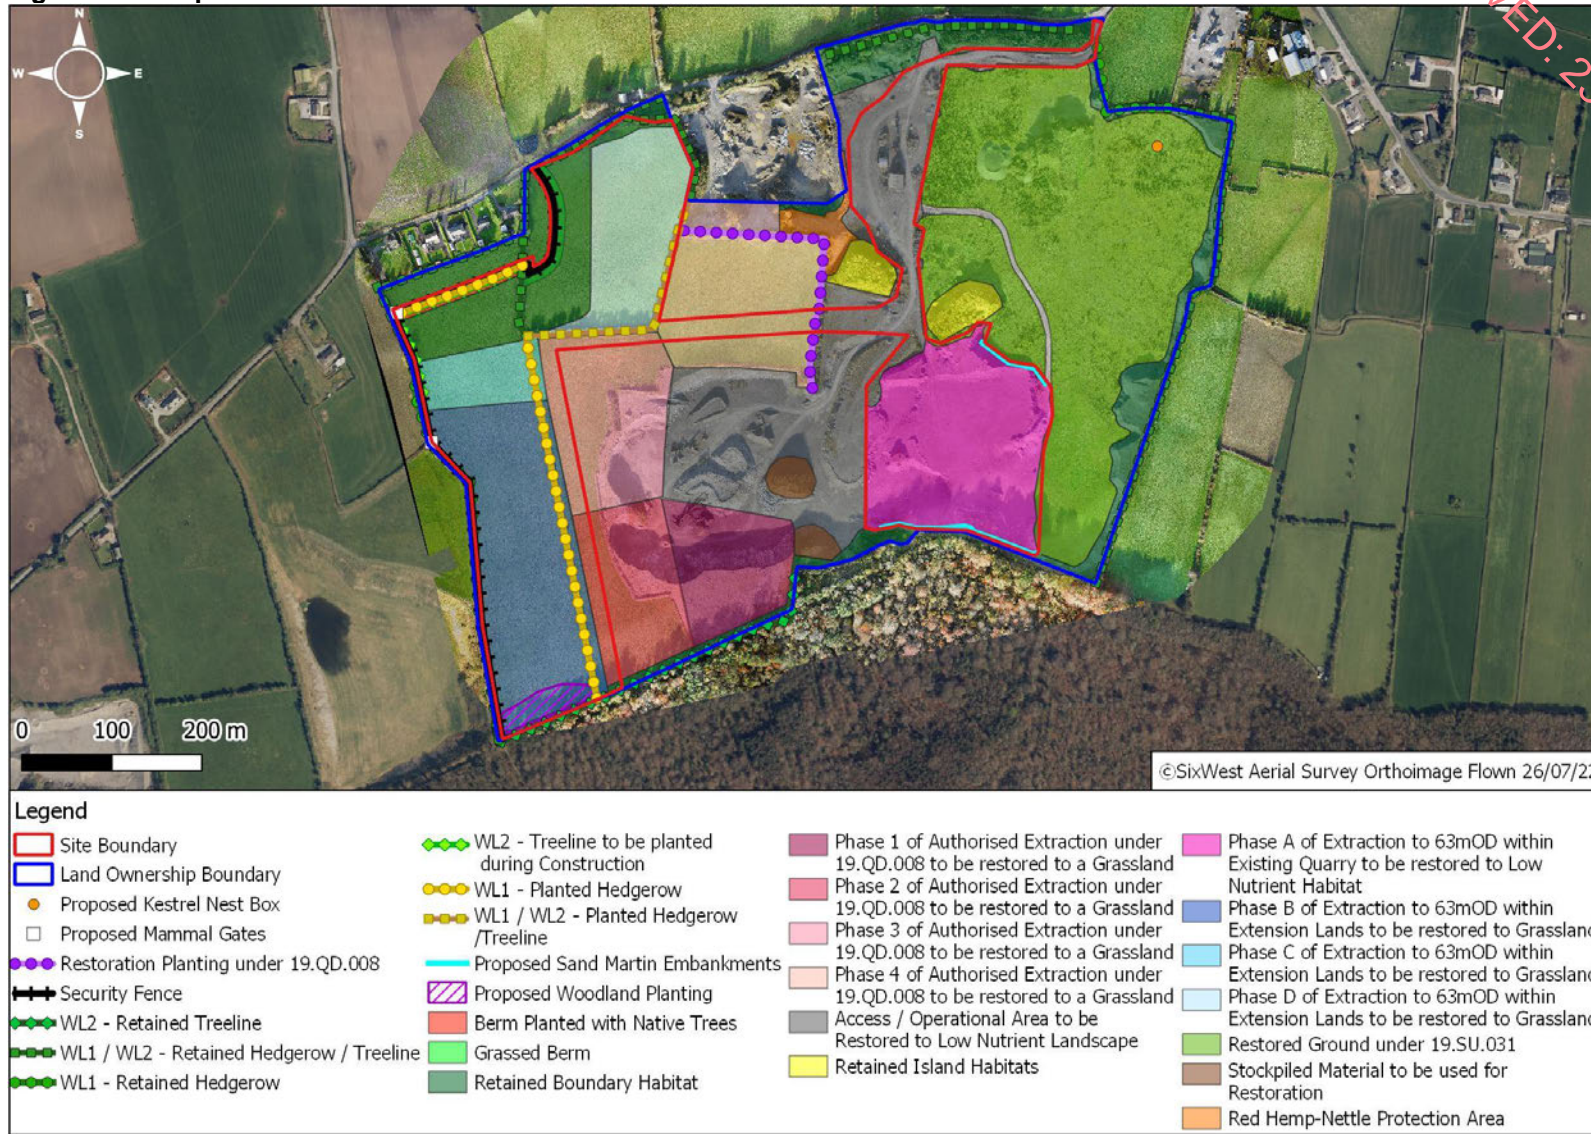 N
W
E
S
0 100 200 m
©SixWest Aerial Survey Orthoimage Flown 26/07/22
Legend
Site Boundary
Land Ownership Boundary
Proposed Kestrel Nest Box
Proposed Mammal Gates
Restoration Planting under 19.QD.008
Security Fence
WL2 - Retained Treeline
WL1 / WL2 - Retained Hedgerow / Treeline
WL1 - Retained Hedgerow
WL2 - Treeline to be planted
during Construction
WL1 - Planted Hedgerow
WL1 / WL2 - Planted Hedgerow
/Treeline
Proposed Sand Martin Embankments
Proposed Woodland Planting
Berm Planted with Native Trees
Grassed Berm
Retained Boundary Habitat
Phase 1 of Authorised Extraction under
19.QD.008 to be restored to a Grassland
Phase 2 of Authorised Extraction under
19.QD.008 to be restored to a Grassland
Phase 3 of Authorised Extraction under
19.QD.008 to be restored to a Grassland
Phase 4 of Authorised Extraction under
19.QD.008 to be restored to a Grassland
Access / Operational Area to be
Restored to Low Nutrient Landscape
Retained Island Habitats
Phase A of Extraction to 63mOD within
Existing Quarry to be restored to Low
Nutrient Habitat
Phase B of Extraction to 63mOD within
Extension Lands to be restored to Grassland
Phase C of Extraction to 63mOD within
Extension Lands to be restored to Grassland
Phase D of Extraction to 63mOD within
Extension Lands to be restored to Grassland
Restored Ground under 19.SU.031
Stockpiled Material to be used for
Restoration
Red Hemp-Nettle Protection Area